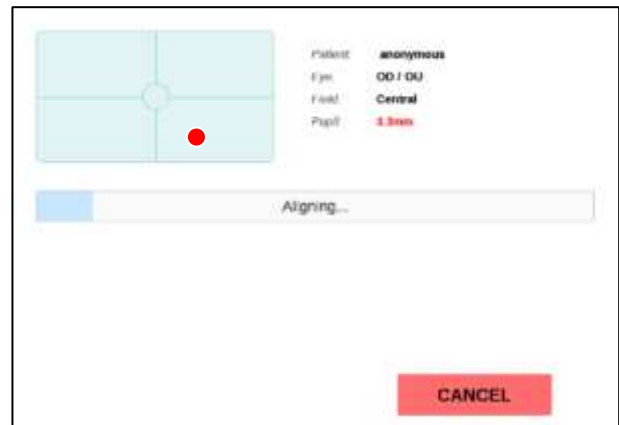 Patient: anonymous
Eye: OD / OU
Field: Central
Pupil: 3.3mm
Aligning...
CANCEL